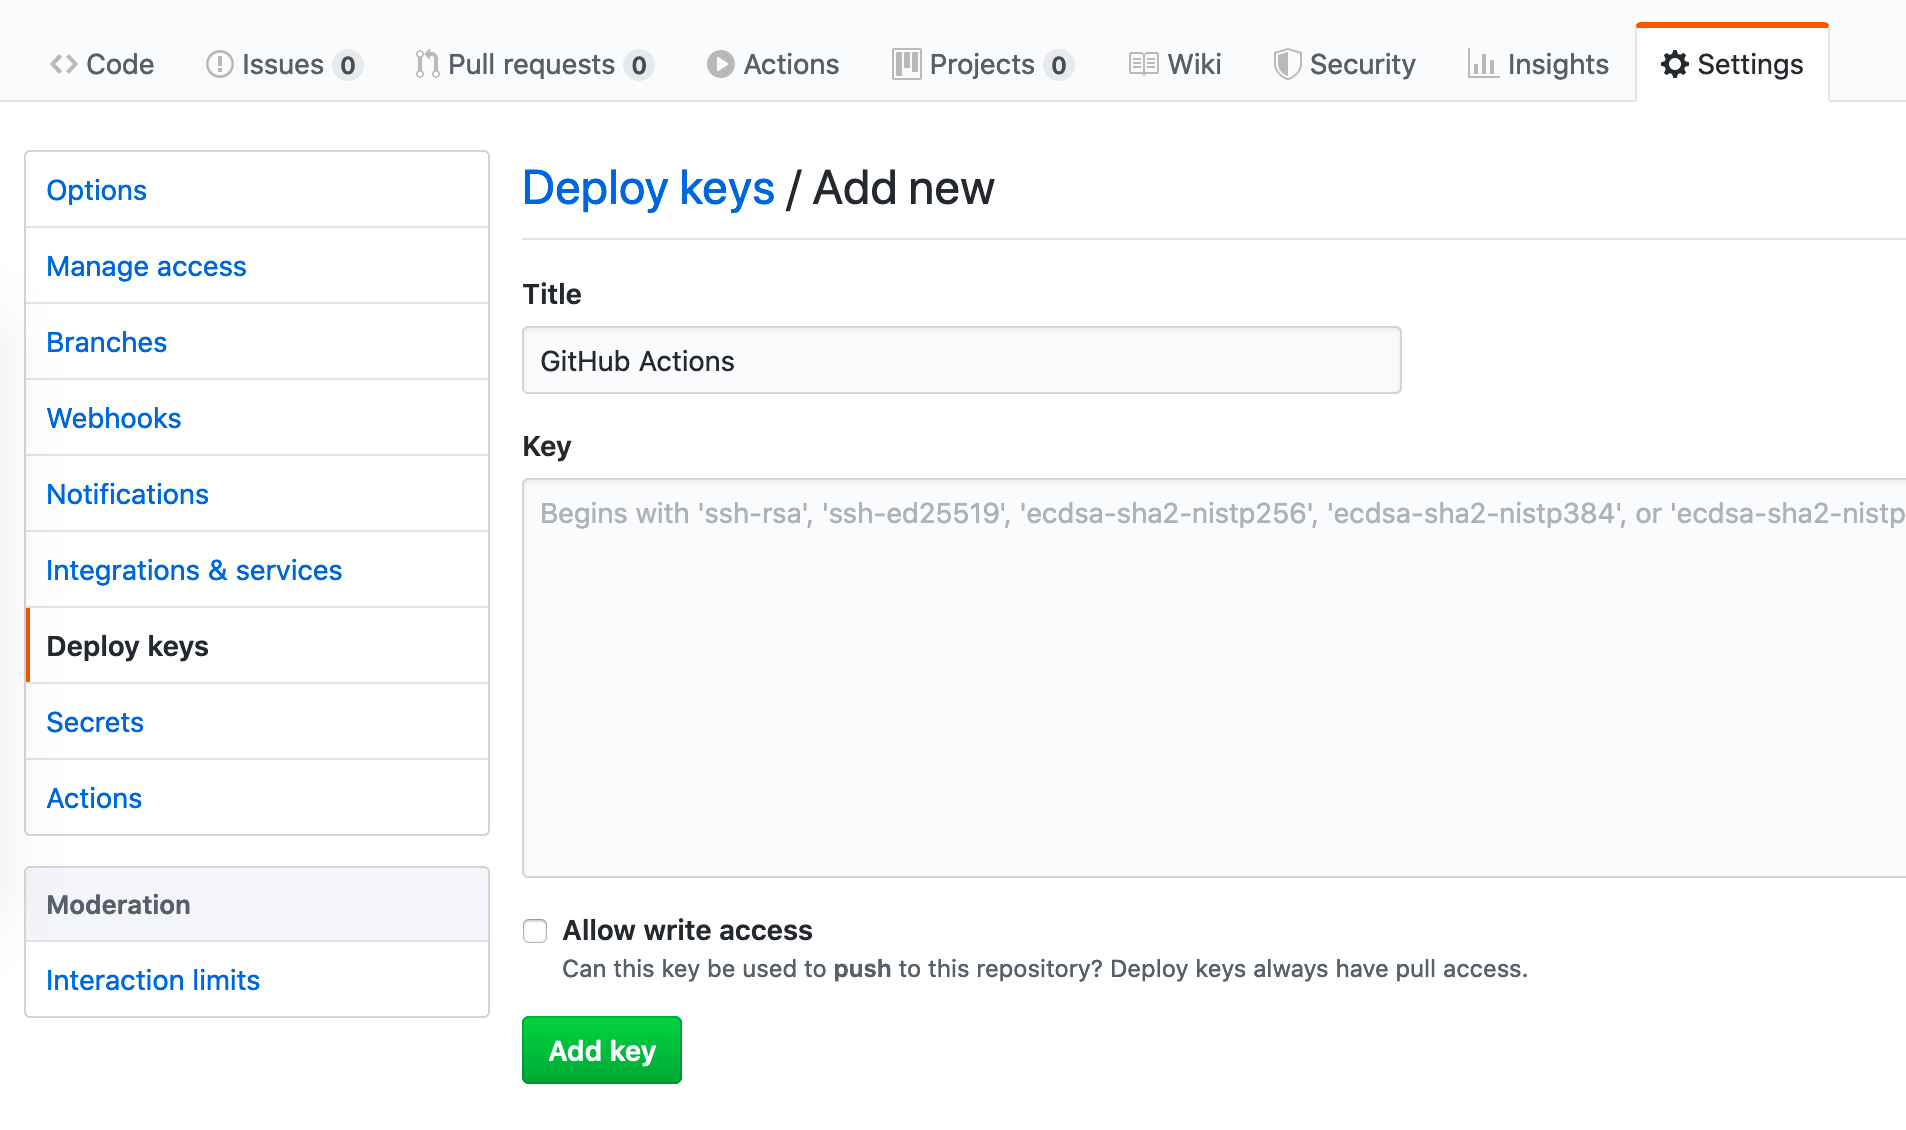 Code Issues 0 Pull requests 0 Actions Projects 0 Wiki Security Insights Settings
Options
Manage access
Branches
Webhooks
Notifications
Integrations & services
Deploy keys
Secrets
Actions
Moderation
Interaction limits
Deploy keys / Add new
Title
GitHub Actions
Key
Begins with 'ssh-rsa', 'ssh-ed25519', 'ecdsa-sha2-nistp256', 'ecdsa-sha2-nistp384', or 'ecdsa-sha2-nistp
Allow write access
Can this key be used to push to this repository? Deploy keys always have pull access.
Add key